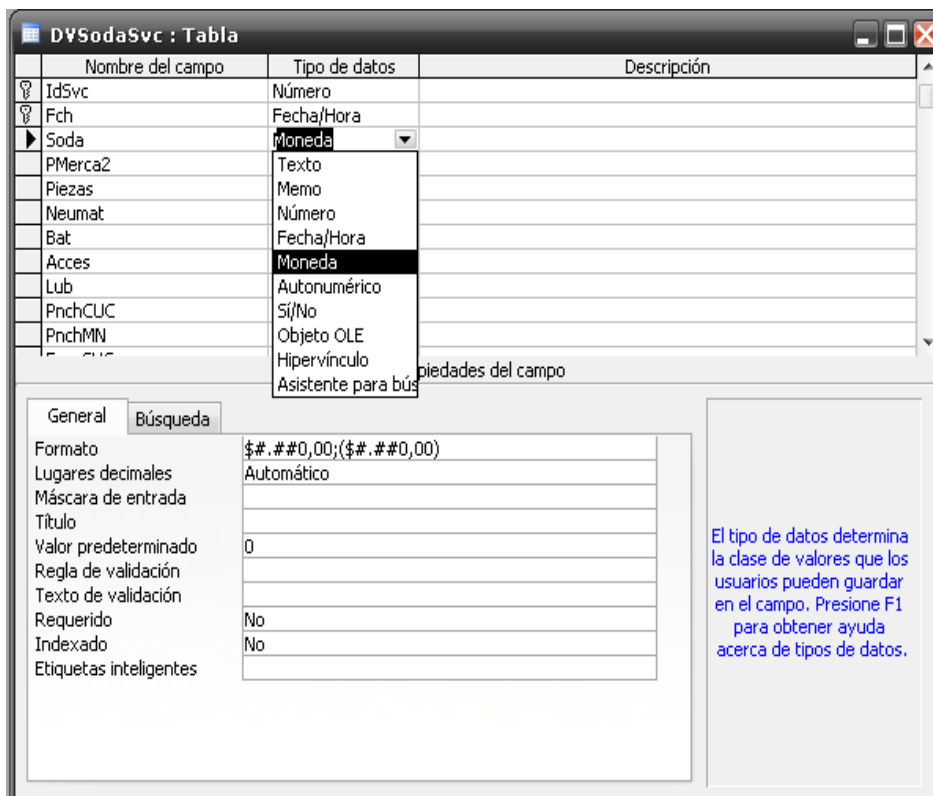 DVSodaSvc : Tabla
Nombre del campo Tipo de datos Descripción
IdSvc Número
Fch Fecha/Hora
Soda Moneda
PMerca2 Texto
Piezas Memo
Neumat Número
Bat Fecha/Hora
Acces Moneda
Lub Autonumérico
PnchCUC Sí/No
PnchMN Objeto OLE
Hipervínculo
piedades del campo
Asistente para bús
General Búsqueda
Formato $#.##0,00;($#.##0,00)
Lugares decimales Automático
Máscara de entrada
Título
Valor predeterminado 0
Regla de validación
Texto de validación
Requerido No
Indexado No
Etiquetas inteligentes
El tipo de datos determina
la clase de valores que los
usuarios pueden guardar
en el campo. Presione F1
para obtener ayuda
acerca de tipos de datos.